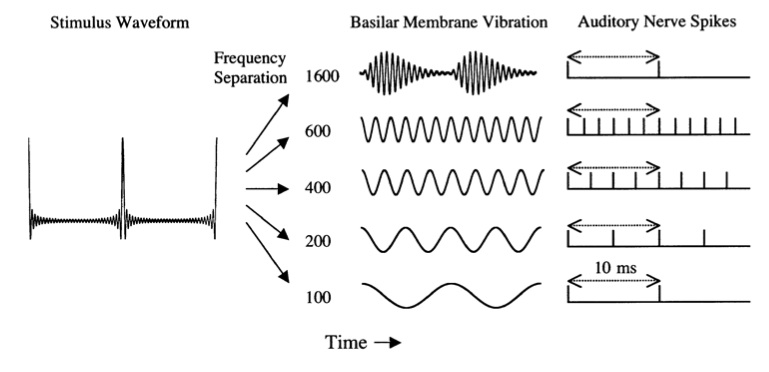 Stimulus Waveform
Basilar Membrane Vibration
Auditory Nerve Spikes
Frequency
Separation
1600
600
400
200
10 ms
100
Time